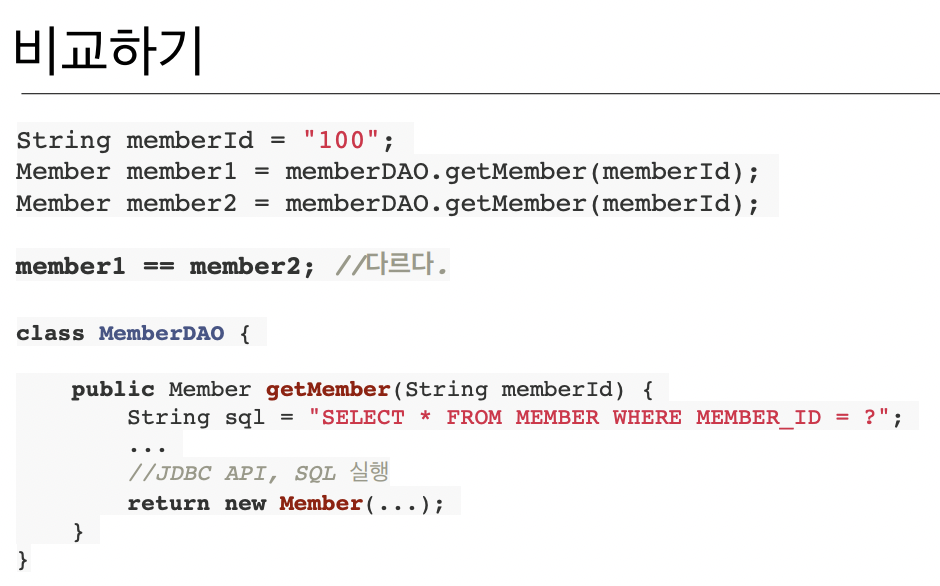 비교하기
String memberId = "100";
Member member1 = memberDAO.getMember(memberId);
Member member2 = memberDAO.getMember(memberId);
member1 == member2; //다르다.
class MemberDAO {
public Member getMember(String memberId) {
String sql = "SELECT * FROM MEMBER WHERE MEMBER_ID = ?";
...
//JDBC API, SQL 실행
return new Member(...);
}
}